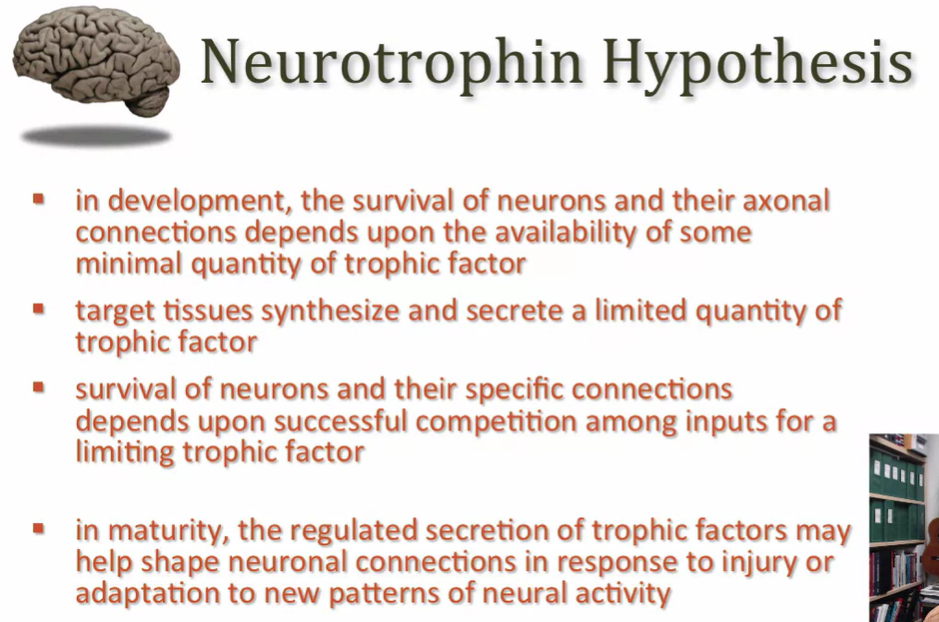 Neurotrophin Hypothesis
▪ in development, the survival of neurons and their axonal
connections depends upon the availability of some
minimal quantity of trophic factor
▪ target tissues synthesize and secrete a limited quantity of
trophic factor
▪ survival of neurons and their specific connections
depends upon successful competition among inputs for a
limiting trophic factor
▪ in maturity, the regulated secretion of trophic factors may
help shape neuronal connections in response to injury or
adaptation to new patterns of neural activity